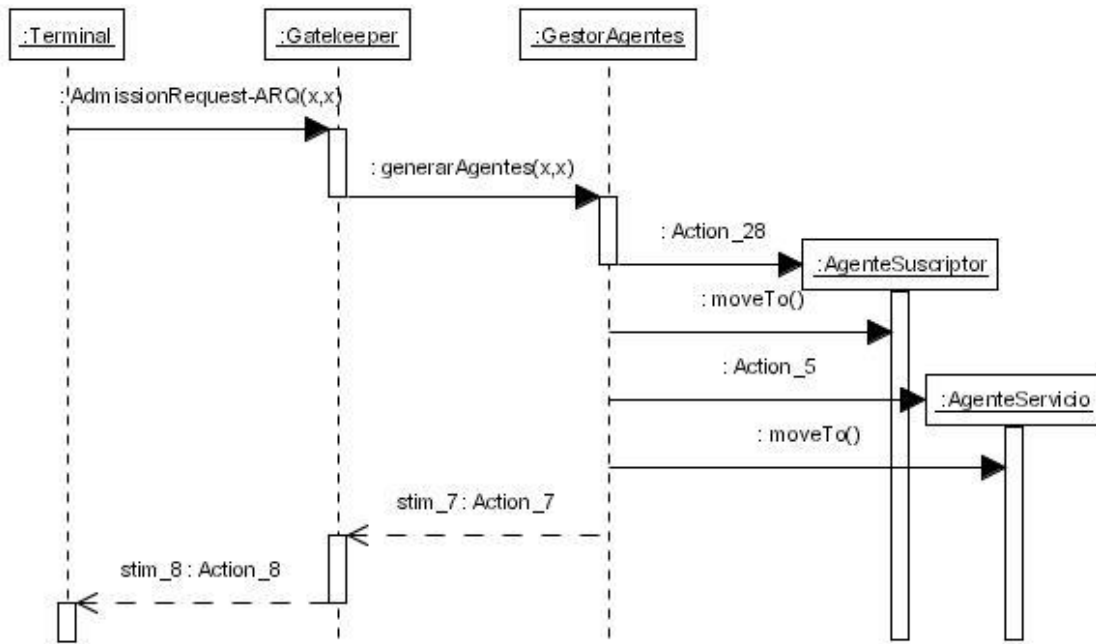 :Terminal
:Gatekeeper
:GestorAgentes
: AdmissionRequest-ARQ(x,x)
: generarAgentes(x,x)
: Action_28
:AgenteSuscriptor
: moveTo()
: Action_5
:AgenteServicio
: moveTo()
stim_7 : Action_7
stim_8 : Action_8